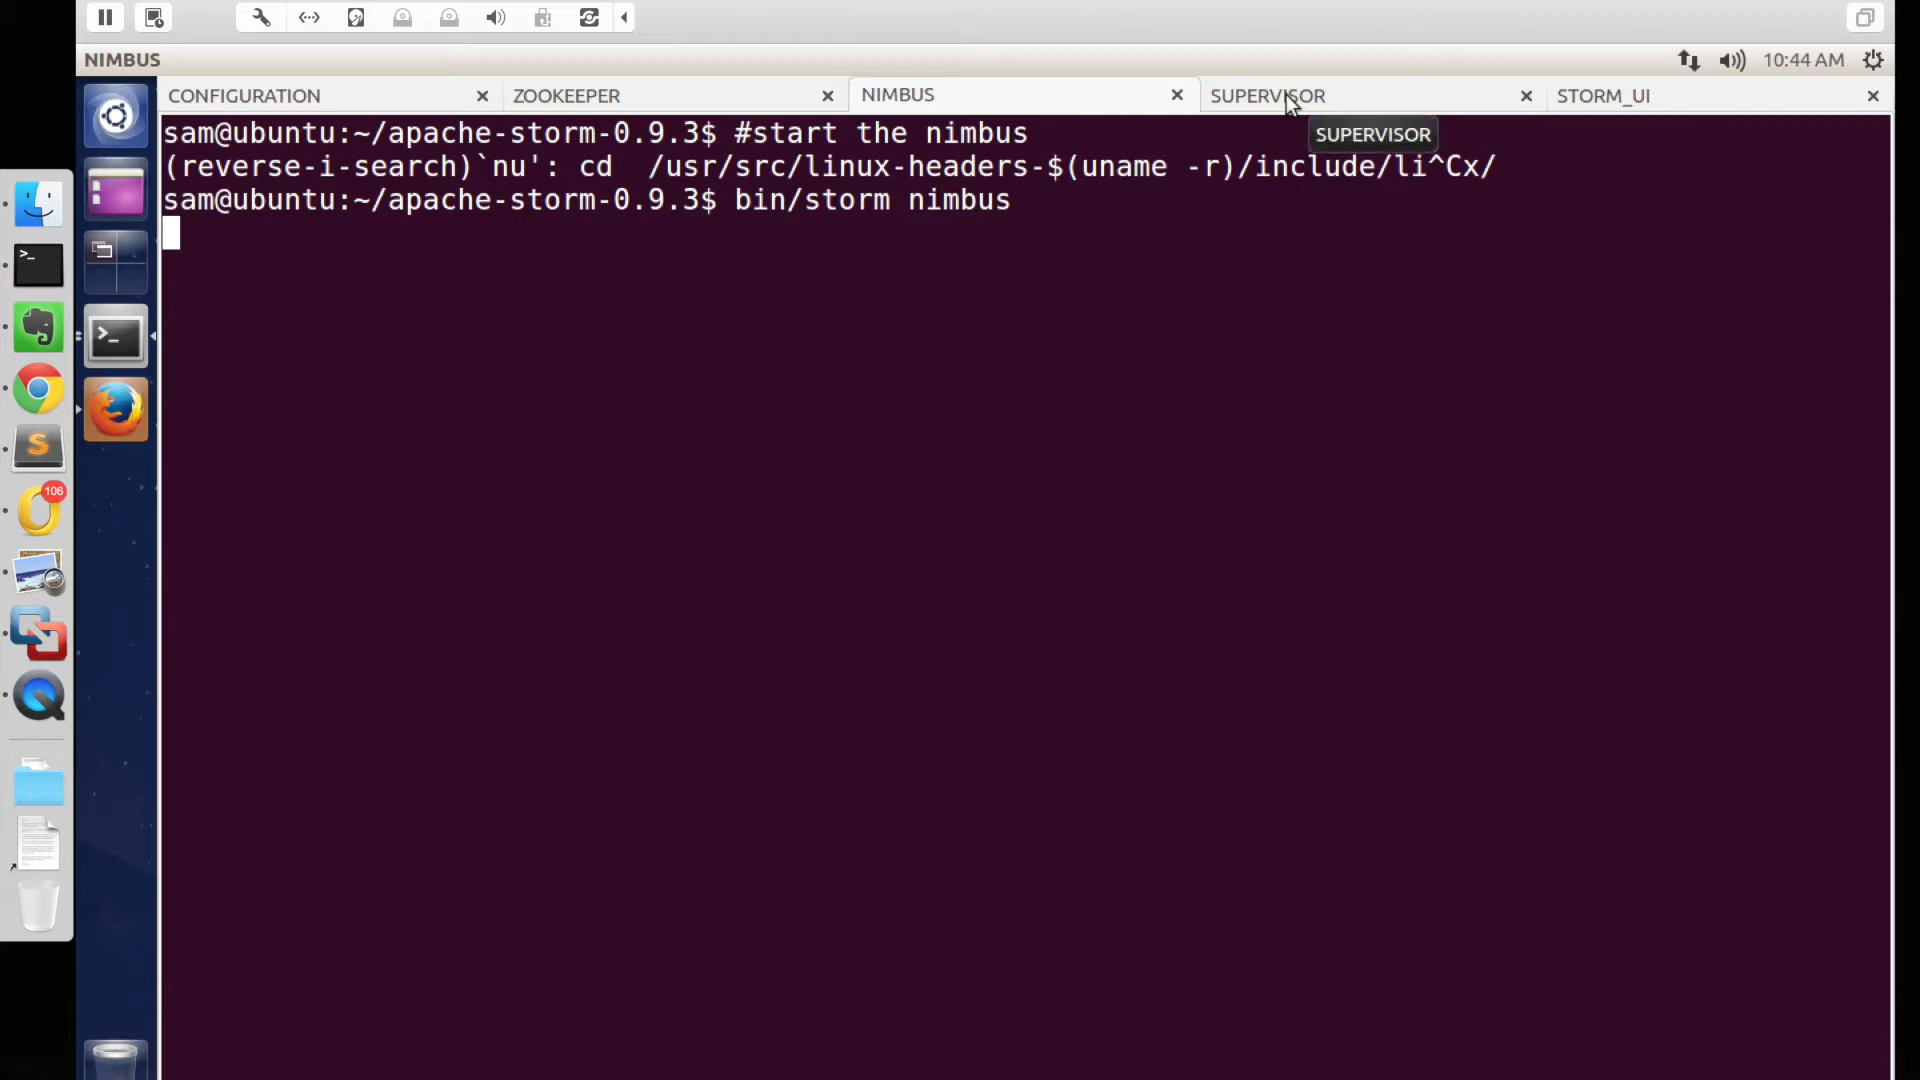 NIMBUS
10:44 AM
CONFIGURATION
ZOOKEEPER
NIMBUS
SUPERVISOR
STORM_UI
SUPERVISOR
sam@ubuntu:~/apache-storm-0.9.3$ #start the nimbus
(reverse-i-search)`nu': cd  /usr/src/linux-headers-$(uname -r)/include/li^Cx/
sam@ubuntu:~/apache-storm-0.9.3$ bin/storm nimbus
106